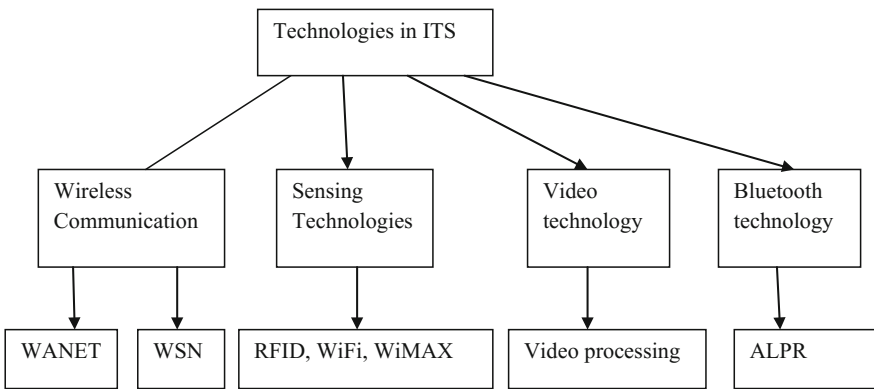 Technologies in ITS
Wireless
Communication
Sensing
Technologies
Video
technology
Bluetooth
technology
WANET
WSN
RFID, WiFi, WiMAX
Video processing
ALPR